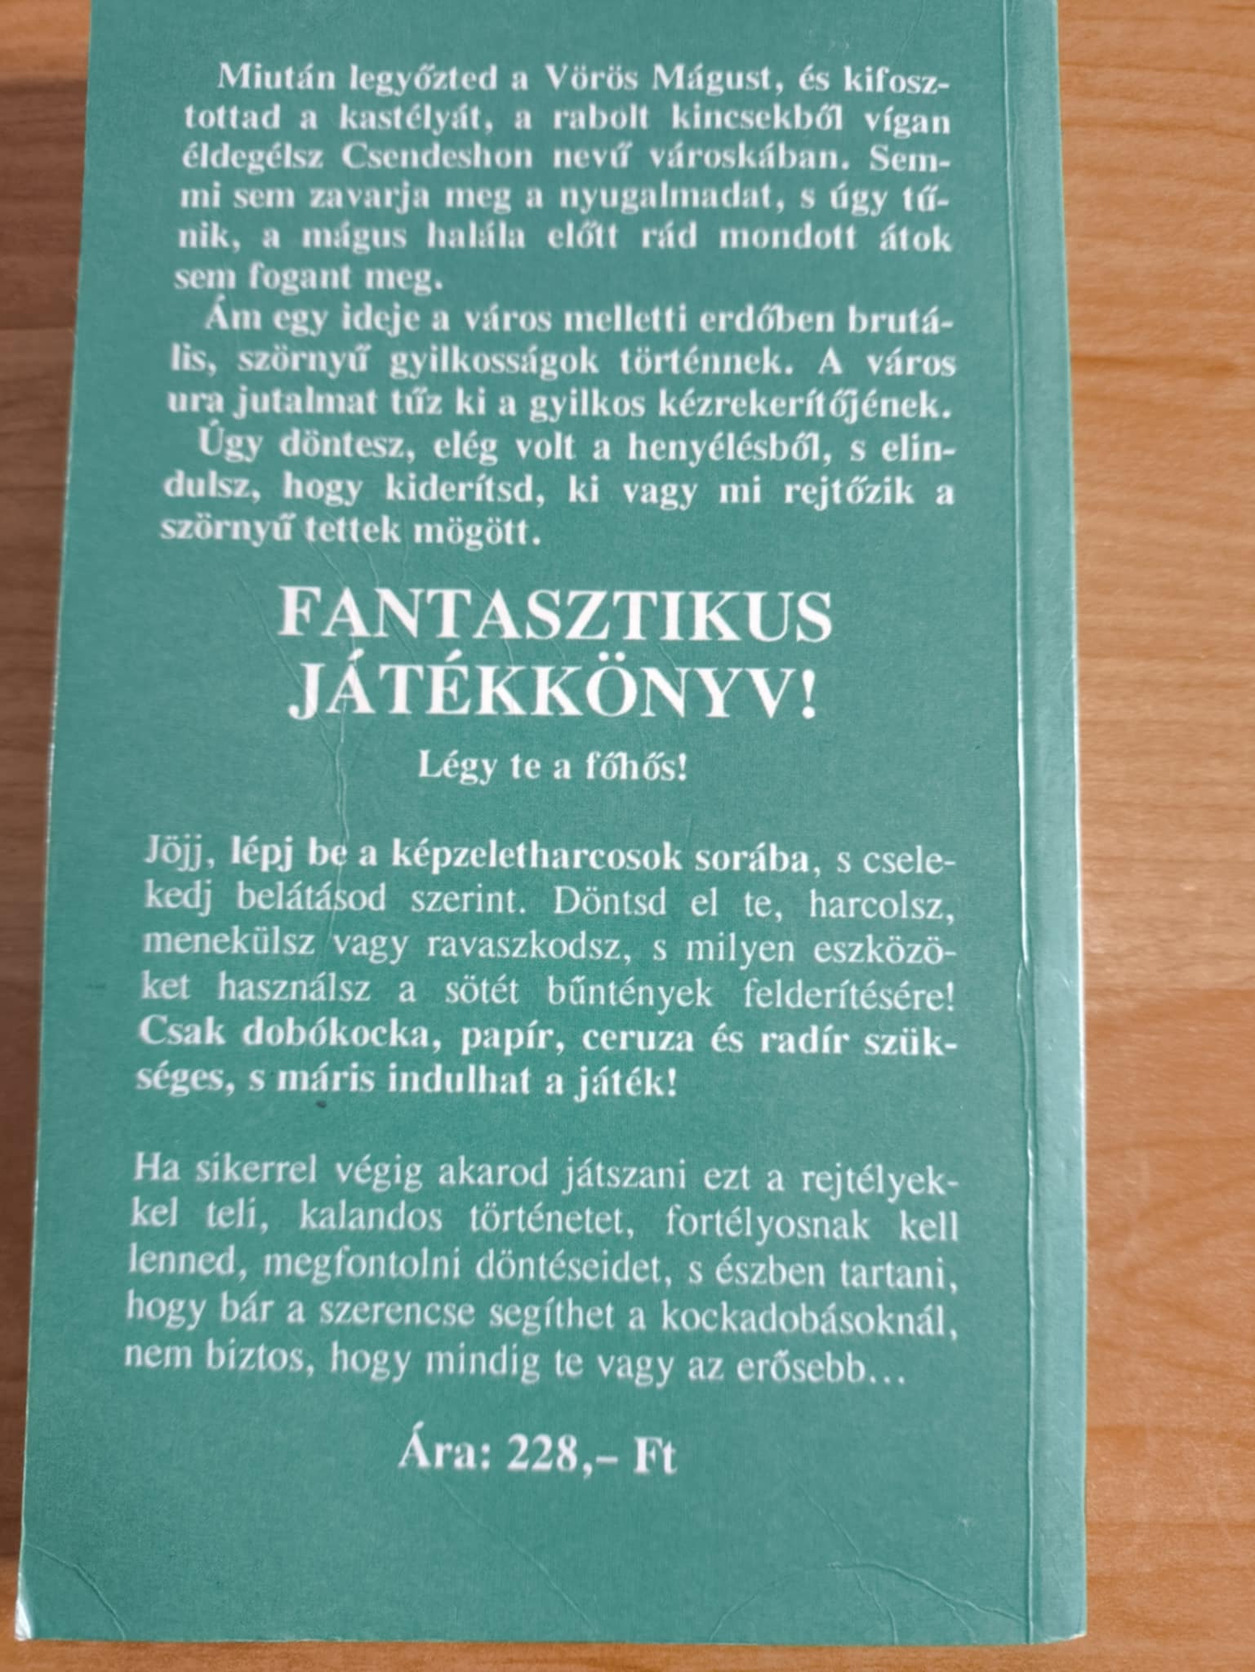 Miután legyőzted a Vörös Mágust, és kifosz-
tottad a kastélyát, a rabolt kincsekből vígan
éldegélsz Csendeshon nevű városkában. Sem-
mi sem zavarja meg a nyugalmadat, s úgy tű-
nik, a mágus halála előtt rád mondott átok
sem fogant meg.
Ám egy ideje a város melletti erdőben brutá-
lis, szörnyű gyilkosságok történnek. A város
ura jutalmat tűz ki a gyilkos kézrekerítőjének.
Úgy döntesz, elég volt a henyélésből, s elin-
dulsz, hogy kiderítsd, ki vagy mi rejtőzik a
szörnyű tettek mögött.
FANTASZTIKUS
JÁTÉKKÖNYV!
Légy te a főhős!
Jöjj, lépj be a képzeletharcosok sorába, s csele-
kedj belátásod szerint. Döntsd el te, harcolsz,
menekülsz vagy ravaszkodsz, s milyen eszközö-
ket használsz a sötét bűntények felderítésére!
Csak dobókocka, papír, ceruza és radír szük-
séges, s máris indulhat a játék!
Ha sikerrel végig akarod játszani ezt a rejtélyek-
kel teli, kalandos történetet, fortélyosnak kell
lenned, megfontolni döntéseidet, s észben tartani,
hogy bár a szerencse segíthet a kockadobásoknál,
nem biztos, hogy mindig te vagy az erősebb...
Ára: 228,– Ft